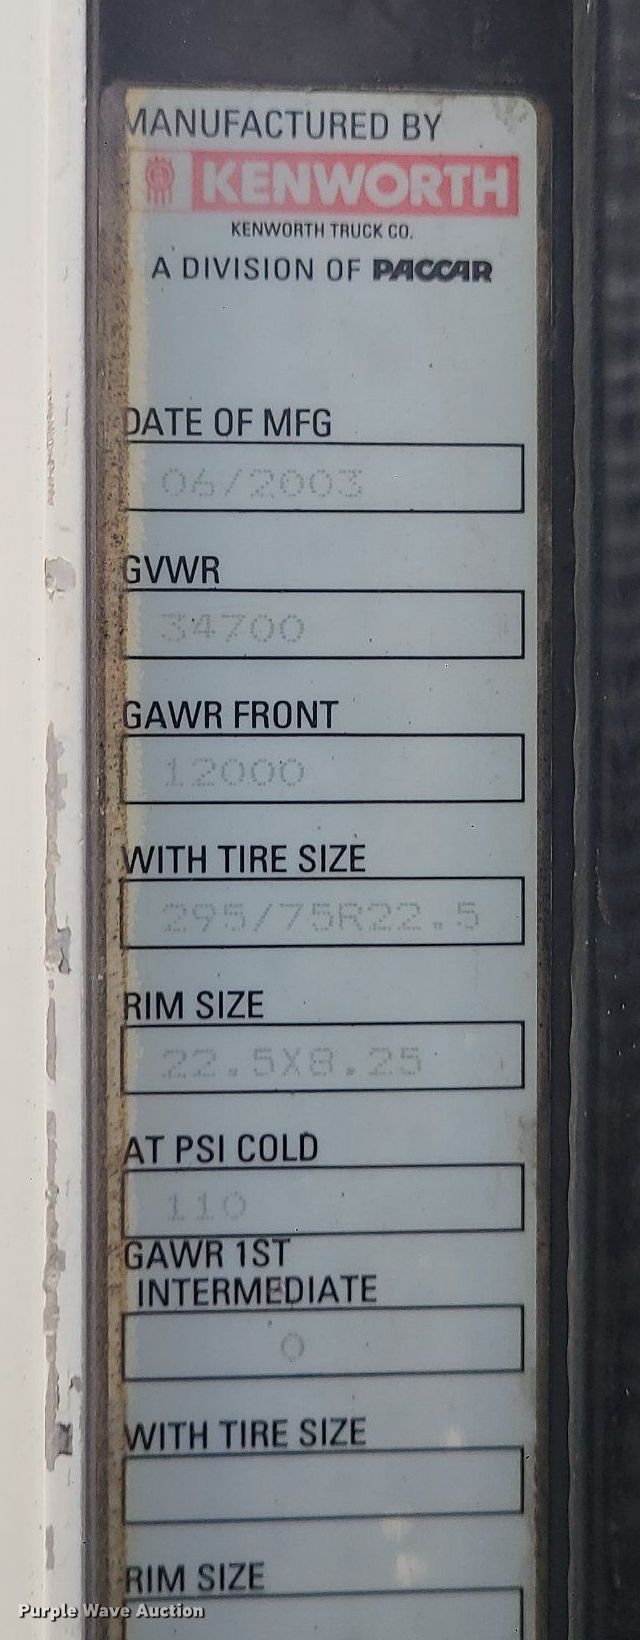 MANUFACTURED BY
KENWORTH
KENWORTH TRUCK CO.
A DIVISION OF PACCAR
DATE OF MFG
06/2003
GVWR
34700
GAWR FRONT
12000
WITH TIRE SIZE
295/75R22.5
RIM SIZE
22.5X8.25
AT PSI COLD
110
GAWR 1ST
INTERMEDIATE
0
WITH TIRE SIZE
RIM SIZE
Purple Wave Auction